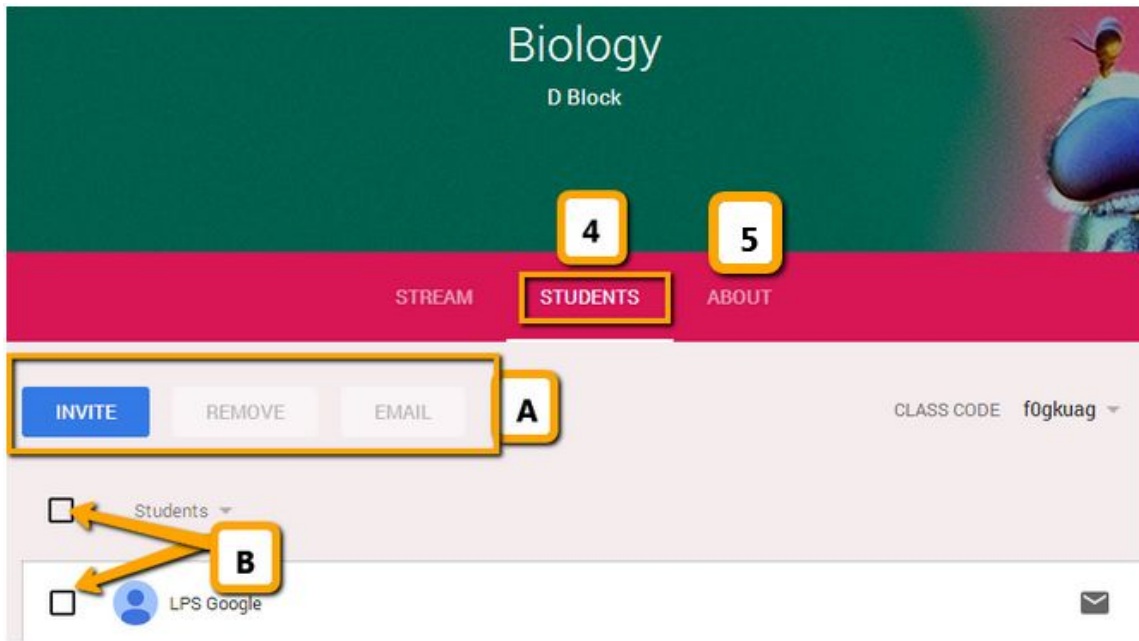 Biology
D Block
4 5
STREAM STUDENTS ABOUT
INVITE REMOVE EMAIL A CLASS CODE f0gkuag
Students
B
LPS Google